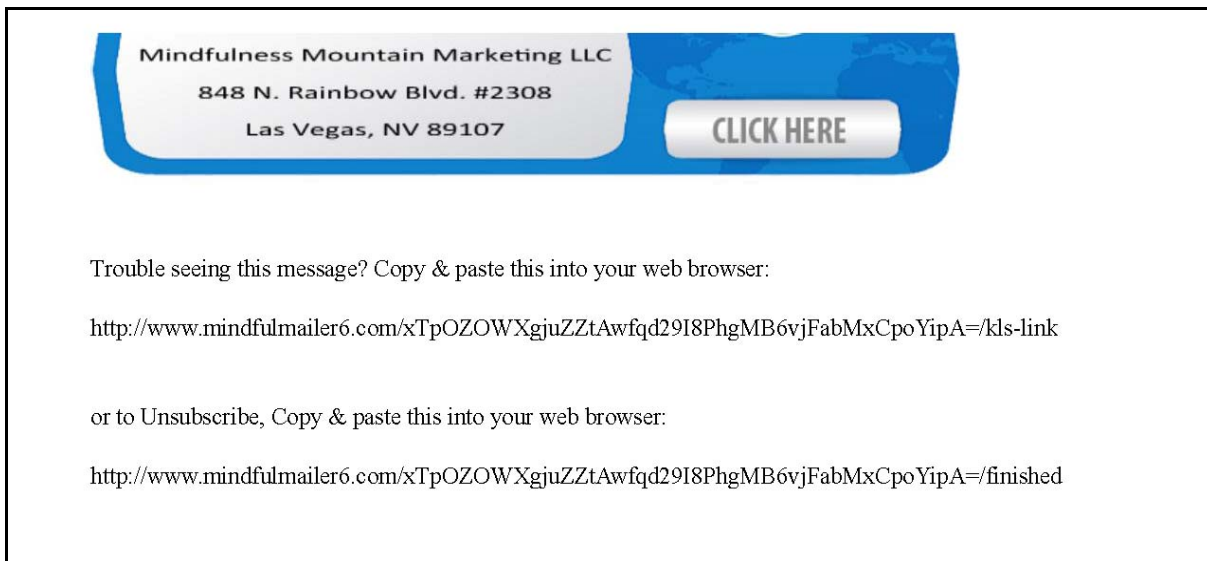 Mindfulness Mountain Marketing LLC
848 N. Rainbow Blvd. #2308
Las Vegas, NV 89107
CLICK HERE
Trouble seeing this message? Copy & paste this into your web browser:
http://www.mindfulmailer6.com/xTpOZOWXgjuZZtAwfqd29I8PhgMB6vjFabMxCpoYipA=/kls-link
or to Unsubscribe, Copy & paste this into your web browser:
http://www.mindfulmailer6.com/xTpOZOWXgjuZZtAwfqd29I8PhgMB6vjFabMxCpoYipA=/finished